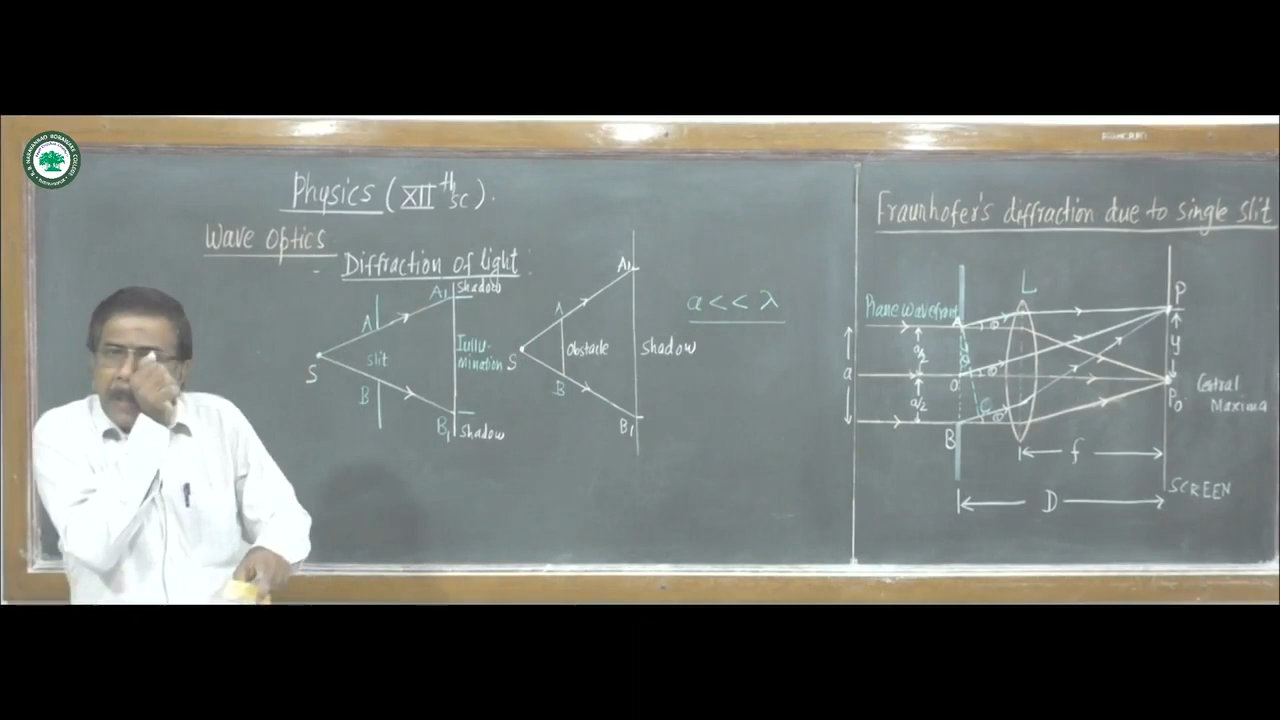 Physics (XII th sc).
Wave Optics
Diffraction of light
A1 Shadow
A
Slit
Illumi-
mination
S
B
B1 Shadow
A1
A
S
Obstacle
Shadow
B
B1
a << λ
Fraunhofer's diffraction due to single slit
L
P
Plane wavefront
A
θ
a/2
y
a
O
θ
P0
Central
Maxima
a/2
C
θ
B
f
D
SCREEN